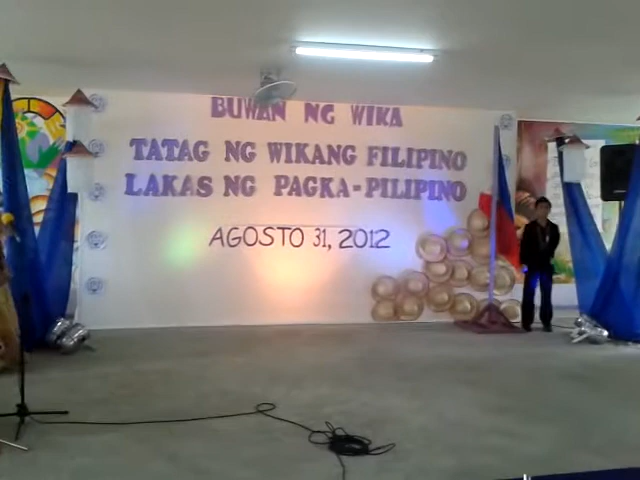 BUWAN NG WIKA
TATAG NG WIKANG FILIPINO
LAKAS NG PAGKA-PILIPINO
AGOSTO 31, 2012